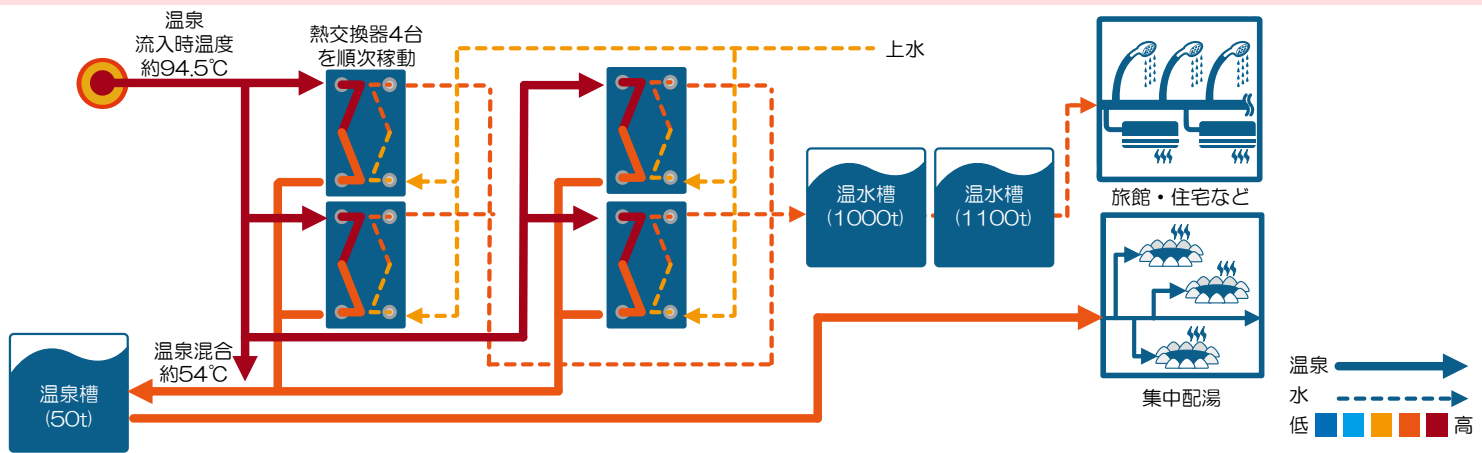 温泉
流入時温度
約94.5℃
熱交換器4台
を順次稼動
上水
温水槽
(1000t)
温水槽
(1100t)
旅館・住宅など
温泉混合
約54℃
温泉槽
(50t)
集中配湯
温泉
水
低
高